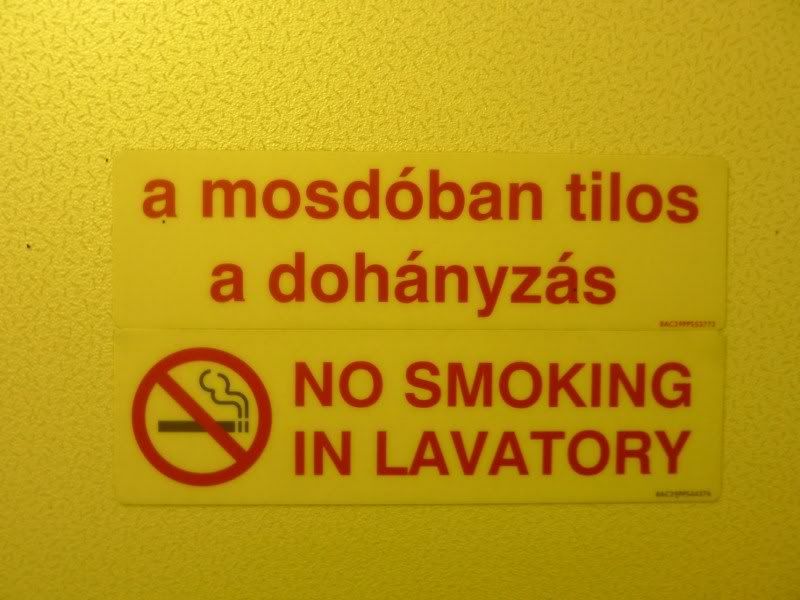 a mosdóban tilos
a dohányzás
NO SMOKING
IN LAVATORY